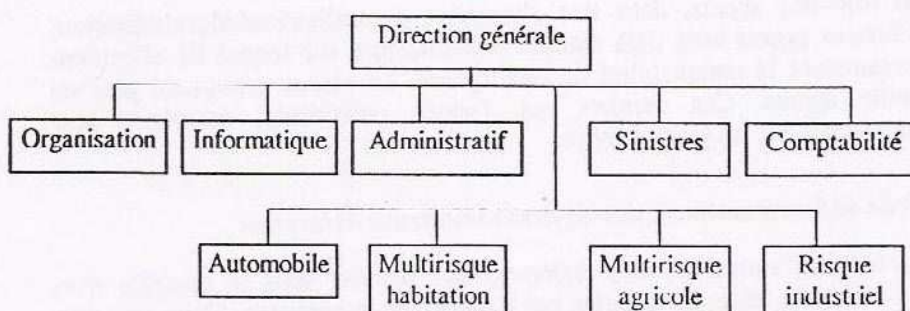 Direction générale
Organisation
Informatique
Administratif
Sinistres
Comptabilité
Automobile
Multirisque
habitation
Multirisque
agricole
Risque
industriel